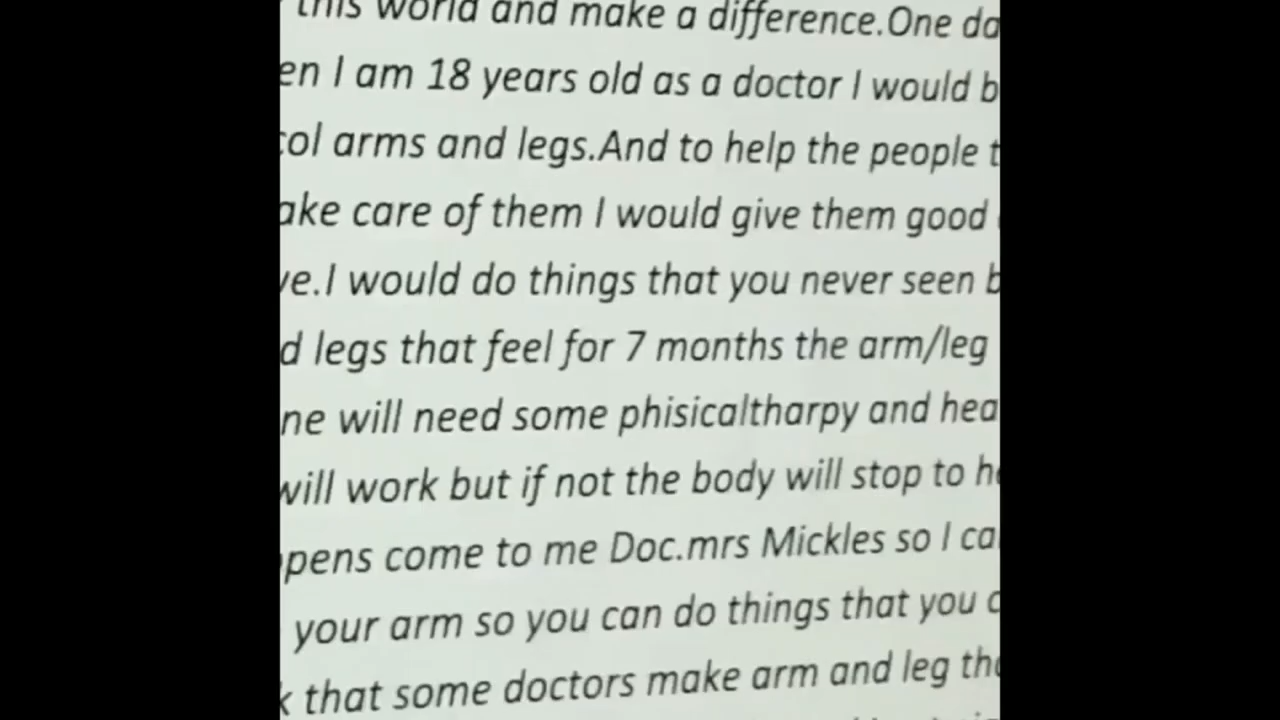 this world and make a difference.One da
en I am 18 years old as a doctor I would b
col arms and legs.And to help the people t
ake care of them I would give them good
ve.I would do things that you never seen b
d legs that feel for 7 months the arm/leg
ne will need some phisicaltharpy and hea
will work but if not the body will stop to he
pens come to me Doc.mrs Mickles so I ca
your arm so you can do things that you c
k that some doctors make arm and leg tha